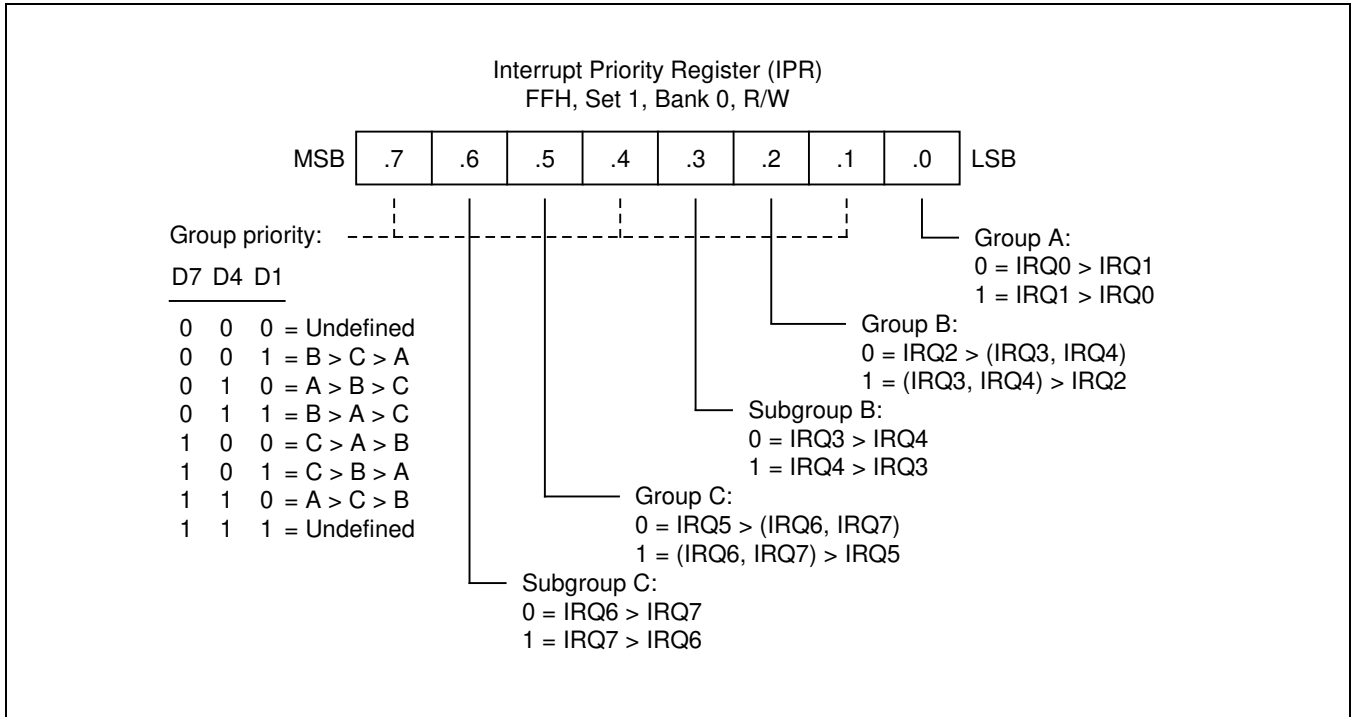 Interrupt Priority Register (IPR)
FFH, Set 1, Bank 0, R/W
MSB .7 .6 .5 .4 .3 .2 .1 .0 LSB
Group priority:
D7 D4 D1
0 0 0 = Undefined
0 0 1 = B > C > A
0 1 0 = A > B > C
0 1 1 = B > A > C
1 0 0 = C > A > B
1 0 1 = C > B > A
1 1 0 = A > C > B
1 1 1 = Undefined
Group A:
0 = IRQ0 > IRQ1
1 = IRQ1 > IRQ0
Group B:
0 = IRQ2 > (IRQ3, IRQ4)
1 = (IRQ3, IRQ4) > IRQ2
Subgroup B:
0 = IRQ3 > IRQ4
1 = IRQ4 > IRQ3
Group C:
0 = IRQ5 > (IRQ6, IRQ7)
1 = (IRQ6, IRQ7) > IRQ5
Subgroup C:
0 = IRQ6 > IRQ7
1 = IRQ7 > IRQ6